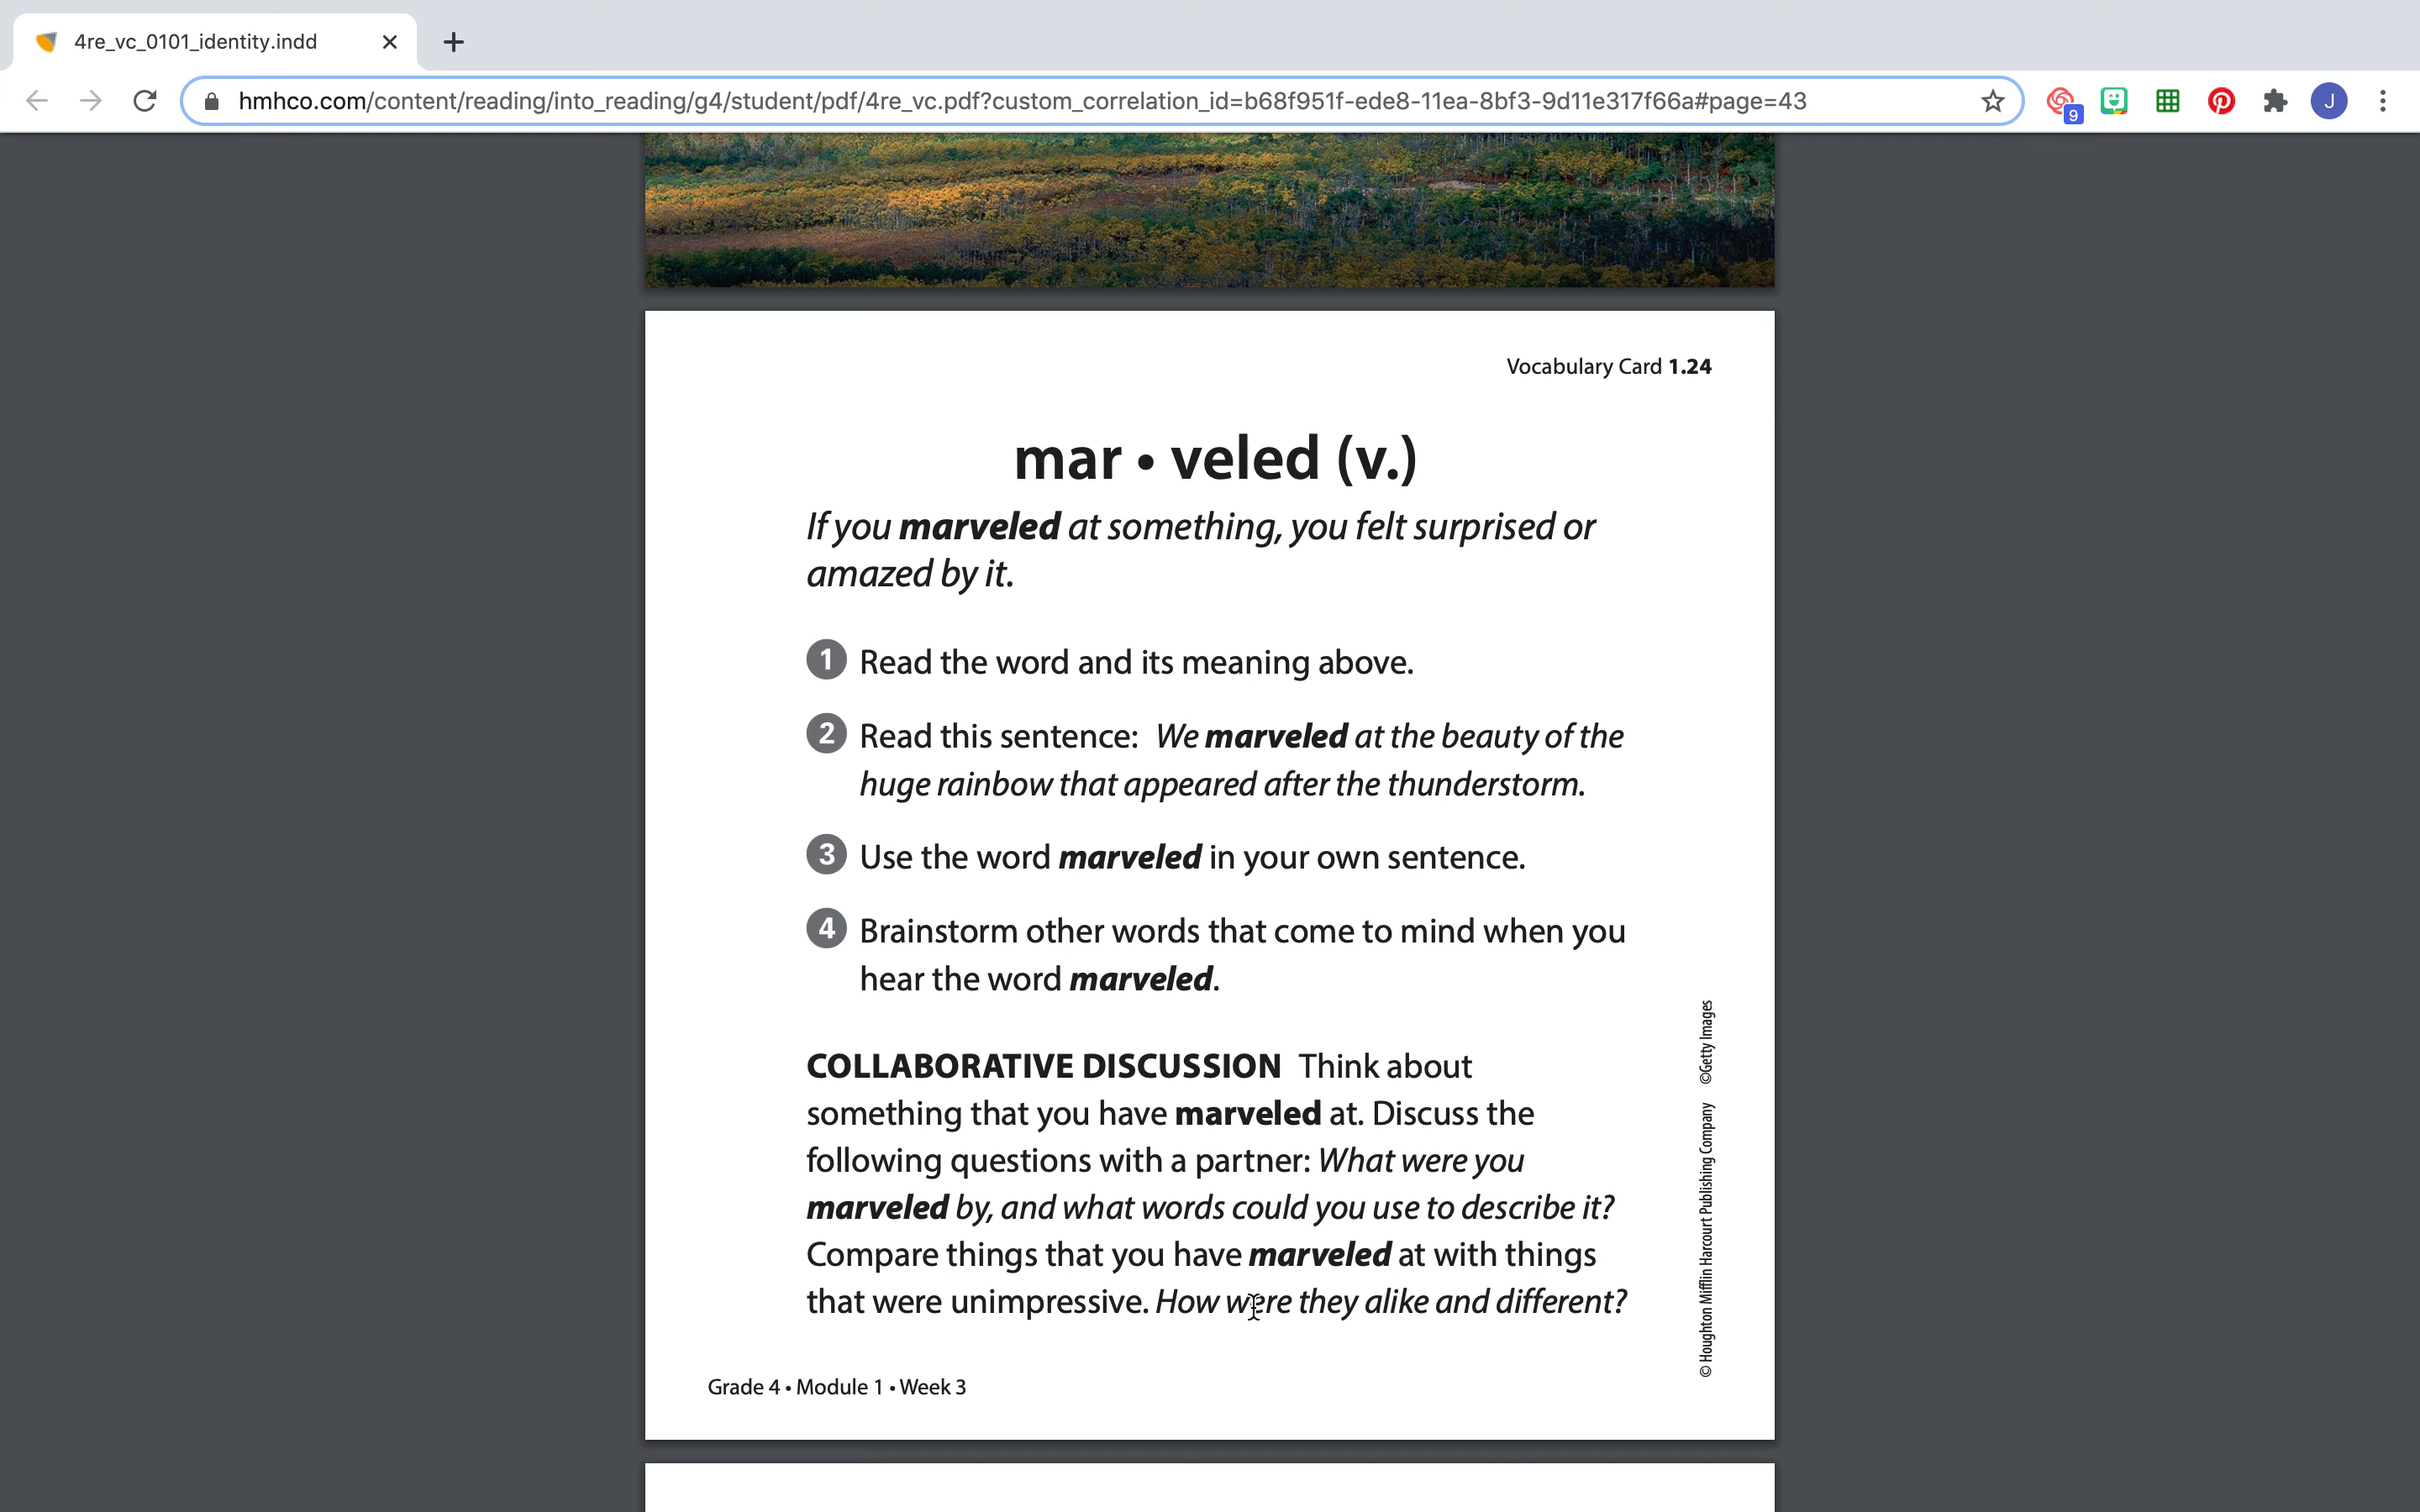 4re_vc_0101_identity.indd
hmhco.com/content/reading/into_reading/g4/student/pdf/4re_vc.pdf?custom_correlation_id=b68f951f-ede8-11ea-8bf3-9d11e317f66a#page=43
9
J
Vocabulary Card 1.24
mar • veled (v.)
If you marveled at something, you felt surprised or
amazed by it.
1 Read the word and its meaning above.
2 Read this sentence: We marveled at the beauty of the
huge rainbow that appeared after the thunderstorm.
3 Use the word marveled in your own sentence.
4 Brainstorm other words that come to mind when you
hear the word marveled.
COLLABORATIVE DISCUSSION Think about
something that you have marveled at. Discuss the
following questions with a partner: What were you
marveled by, and what words could you use to describe it?
Compare things that you have marveled at with things
that were unimpressive. How were they alike and different?
© Houghton Mifflin Harcourt Publishing Company ©Getty Images
Grade 4 • Module 1 • Week 3